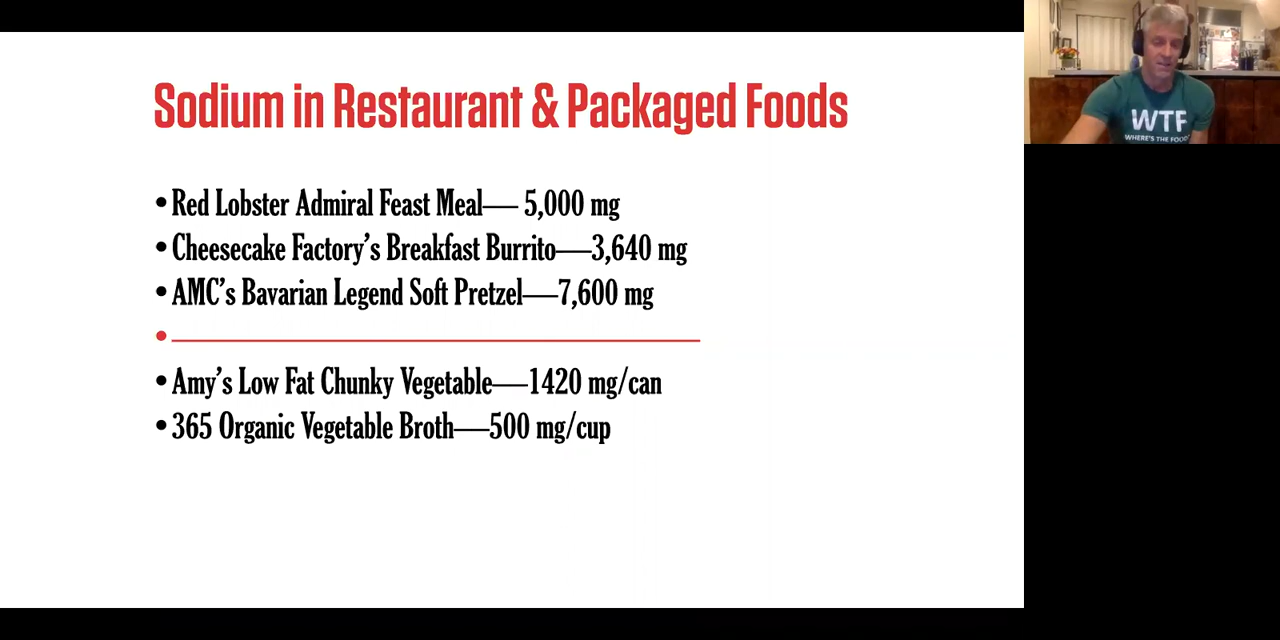 Sodium in Restaurant & Packaged Foods
• Red Lobster Admiral Feast Meal— 5,000 mg
• Cheesecake Factory’s Breakfast Burrito—3,640 mg
• AMC’s Bavarian Legend Soft Pretzel—7,600 mg
• Amy’s Low Fat Chunky Vegetable—1420 mg/can
• 365 Organic Vegetable Broth—500 mg/cup
WTF
WHERE'S THE FOOD